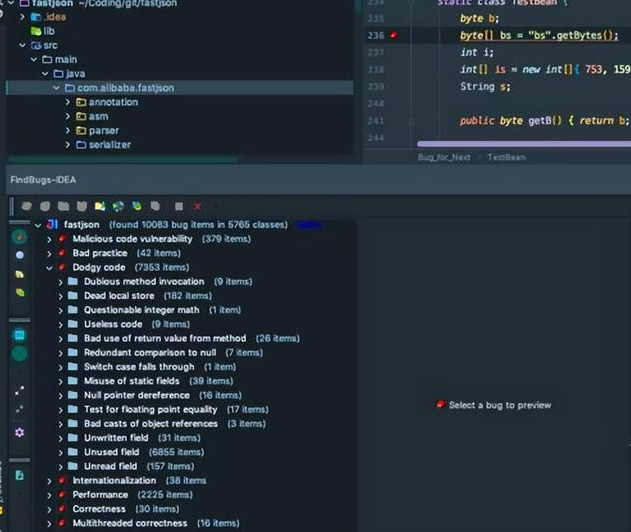 fastjson ~/Coding/git/fastjson
.idea
lib
src
main
java
com.alibaba.fastjson
annotation
asm
parser
serializer
234 static class TestBean {
235 byte b;
236 byte[] bs = "bs".getBytes();
237 int i;
238 int[] is = new int[]{ 753, 159
239 String s;
240
241 public byte getB() { return b;
244
Bug_for_Next > TestBean
FindBugs-IDEA
fastjson (found 10083 bug items in 5765 classes)
Malicious code vulnerability (379 items)
Bad practice (42 items)
Dodgy code (7353 items)
Dubious method invocation (9 items)
Dead local store (182 items)
Questionable integer math (1 item)
Useless code (9 items)
Bad use of return value from method (26 items)
Redundant comparison to null (7 items)
Switch case falls through (1 item)
Misuse of static fields (39 items)
Null pointer dereference (16 items)
Test for floating point equality (17 items)
Bad casts of object references (3 items)
Unwritten field (31 items)
Unused field (6855 items)
Unread field (157 items)
Internationalization (38 items
Performance (2225 items)
Correctness (30 items)
Multithreaded correctness (16 items)
Select a bug to preview